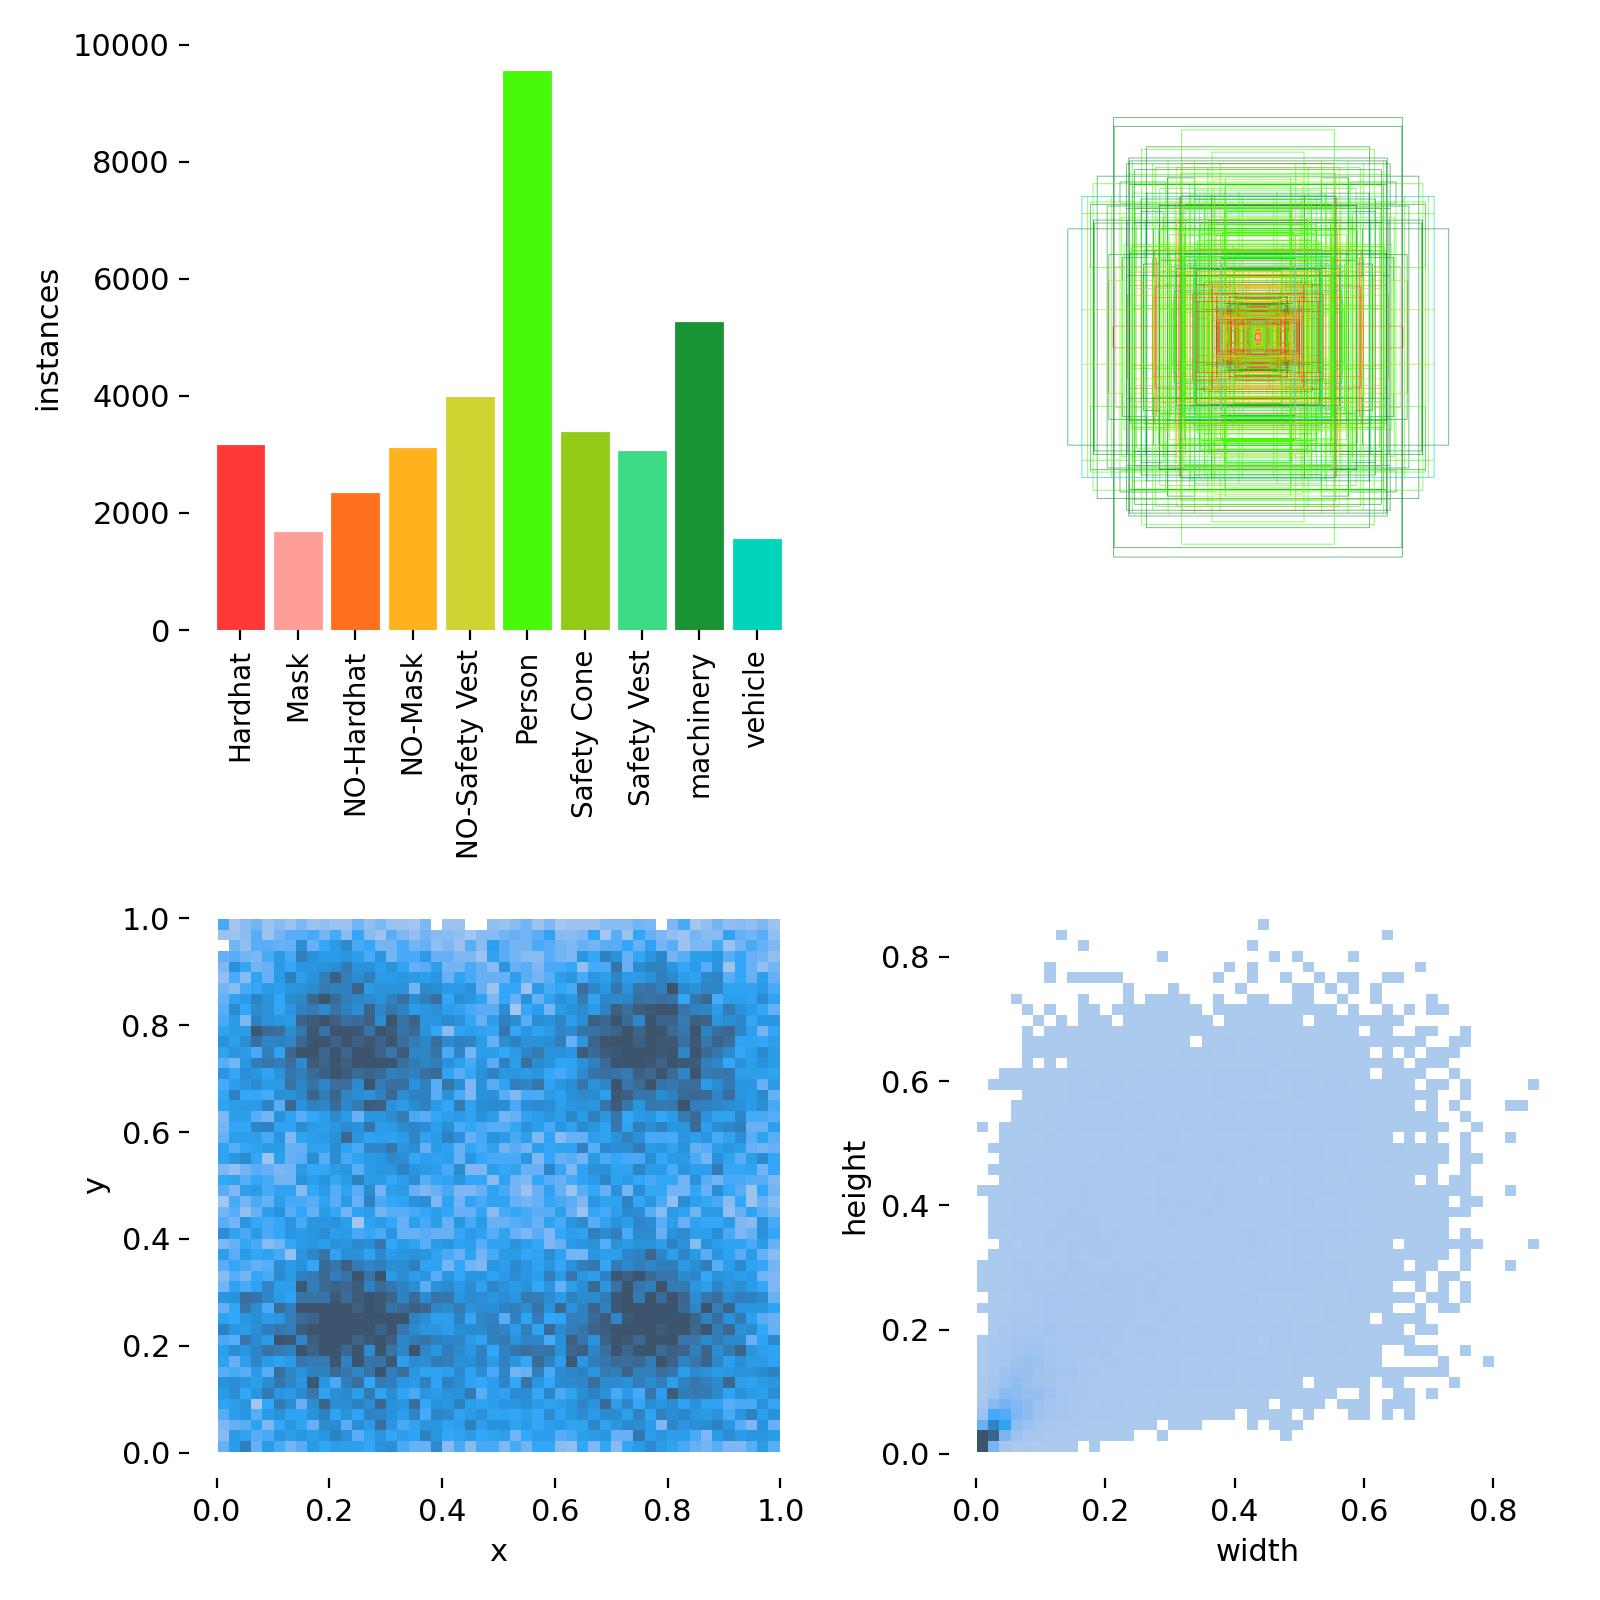 10000
8000
6000
4000
2000
0
instances
Hardhat
Mask
NO-Hardhat
NO-Mask
NO-Safety Vest
Person
Safety Cone
Safety Vest
machinery
vehicle
1.0
0.8
0.6
0.4
0.2
0.0
y
0.0 0.2 0.4 0.6 0.8 1.0
x
0.8
0.6
0.4
0.2
0.0
height
0.0 0.2 0.4 0.6 0.8
width